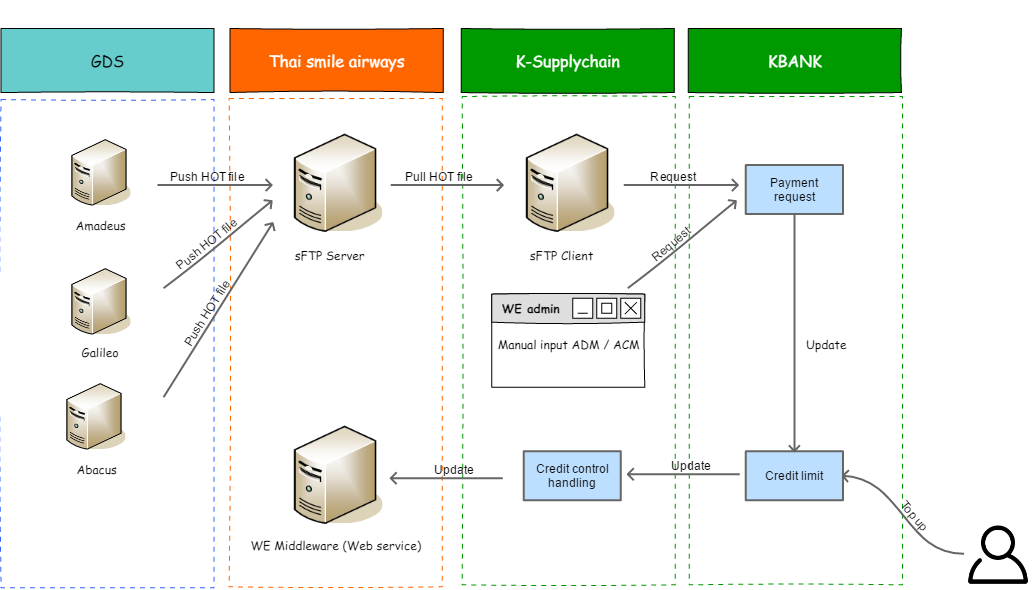 GDS
Thai smile airways
K-Supplychain
KBANK
Push HOT file
Pull HOT file
Request
Payment
request
Amadeus
Push HOT file
sFTP Server
sFTP Client
Request
Galileo
Push HOT file
WE admin
Manual input ADM / ACM
Update
Abacus
Update
Credit control
handling
Update
Credit limit
Top up
WE Middleware (Web service)